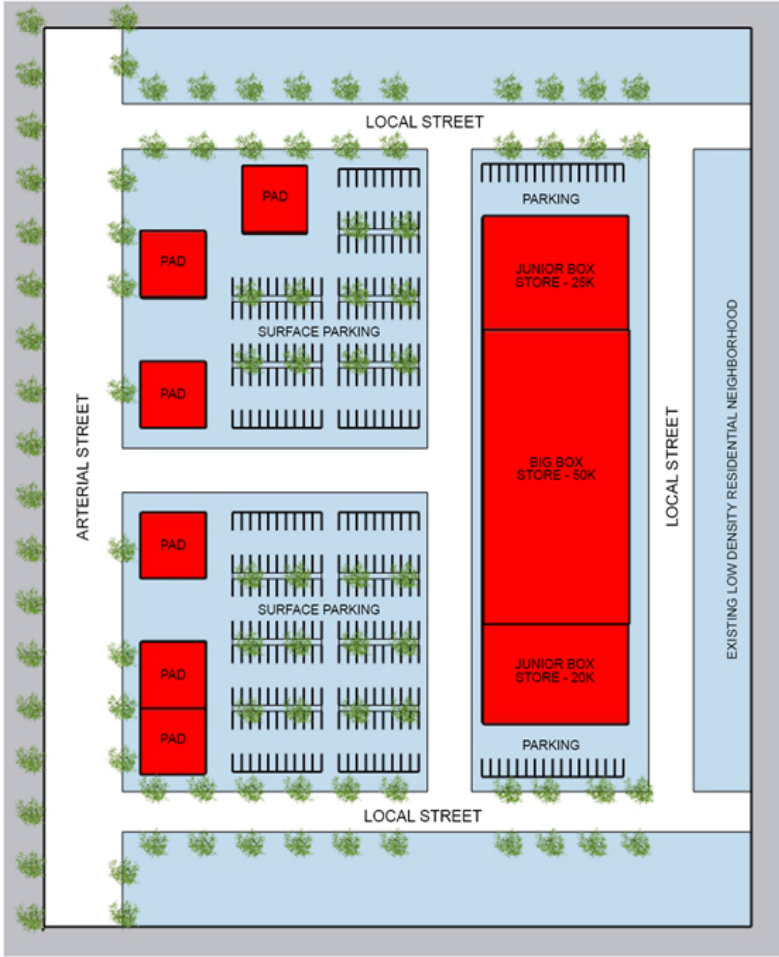 LOCAL STREET
PAD
PARKING
PAD
JUNIOR BOX
STORE - 25K
SURFACE PARKING
PAD
ARTERIAL STREET
BIG BOX
STORE - 50K
LOCAL STREET
EXISTING LOW DENSITY RESIDENTIAL NEIGHBORHOOD
PAD
SURFACE PARKING
PAD
JUNIOR BOX
STORE - 20K
PAD
PARKING
LOCAL STREET